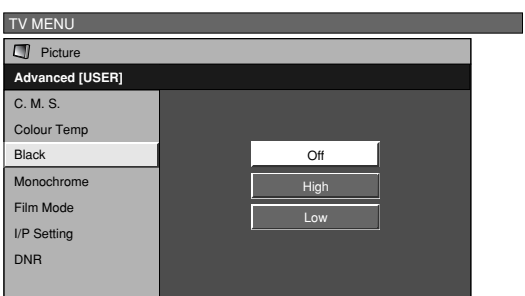 TV MENU
Picture
Advanced [USER]
C. M. S.
Colour Temp
Black
Monochrome
Film Mode
I/P Setting
DNR
Off
High
Low